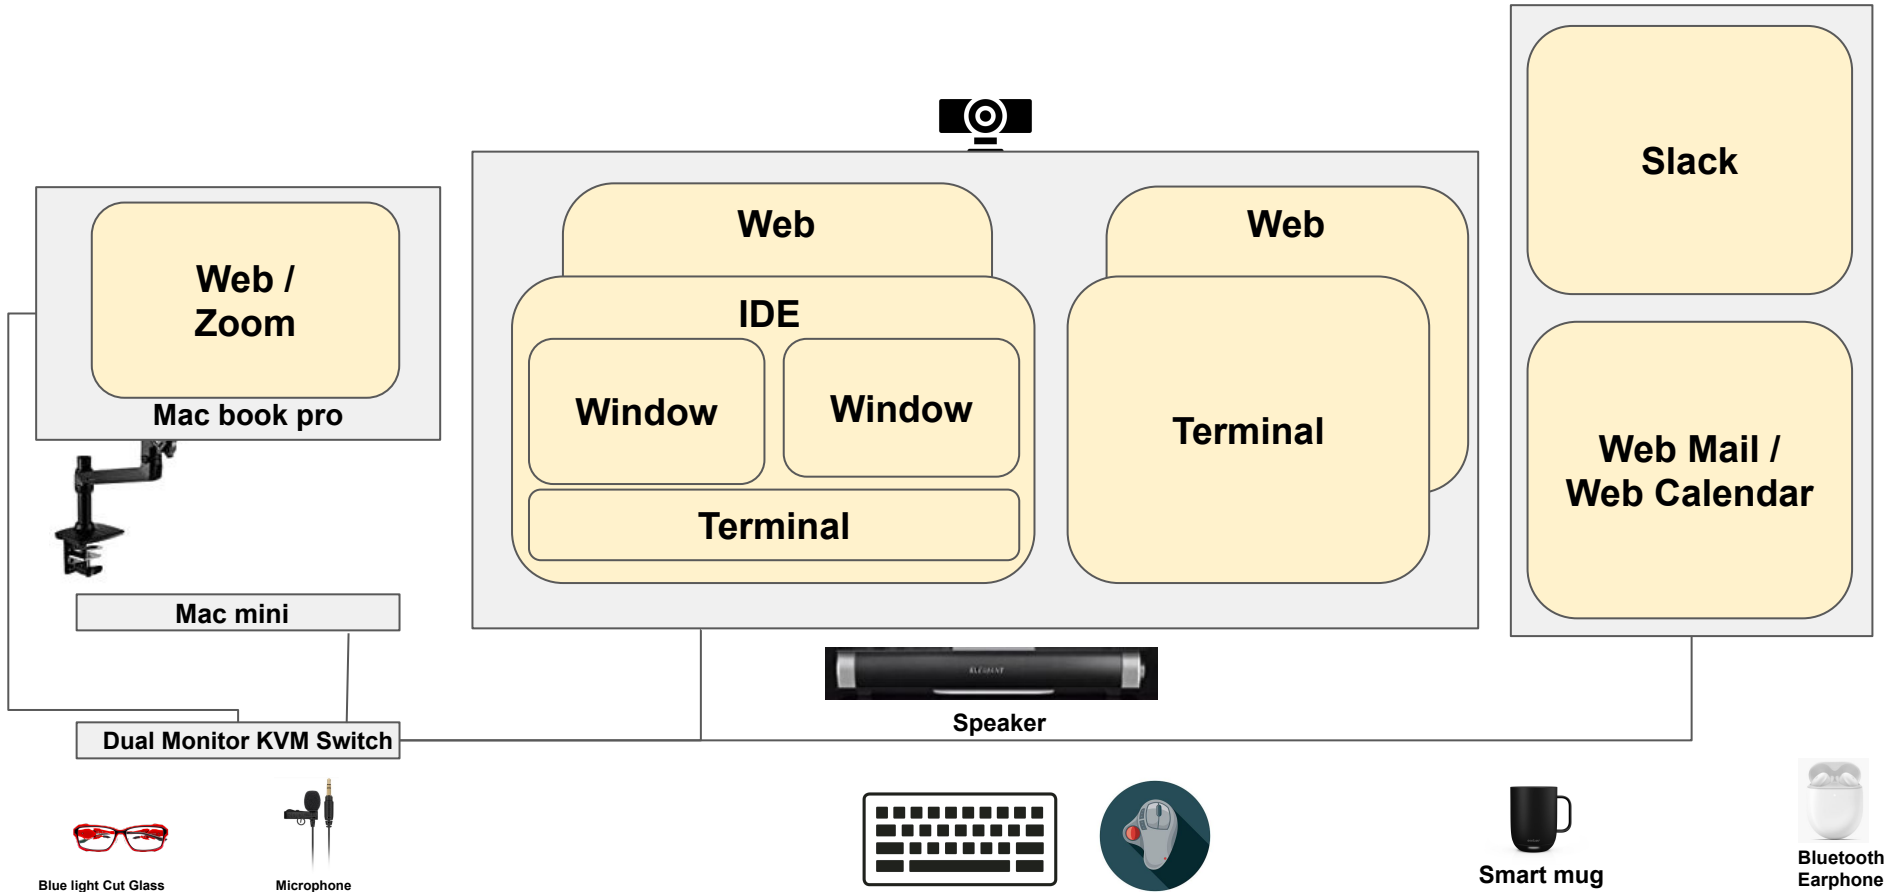 Slack
Web
Web
Web /
Zoom
IDE
Mac book pro
Window
Window
Terminal
Terminal
Web Mail /
Web Calendar
Mac mini
ELEMENT
Speaker
Dual Monitor KVM Switch
Blue light Cut Glass
Microphone
Smart mug
Bluetooth
Earphone